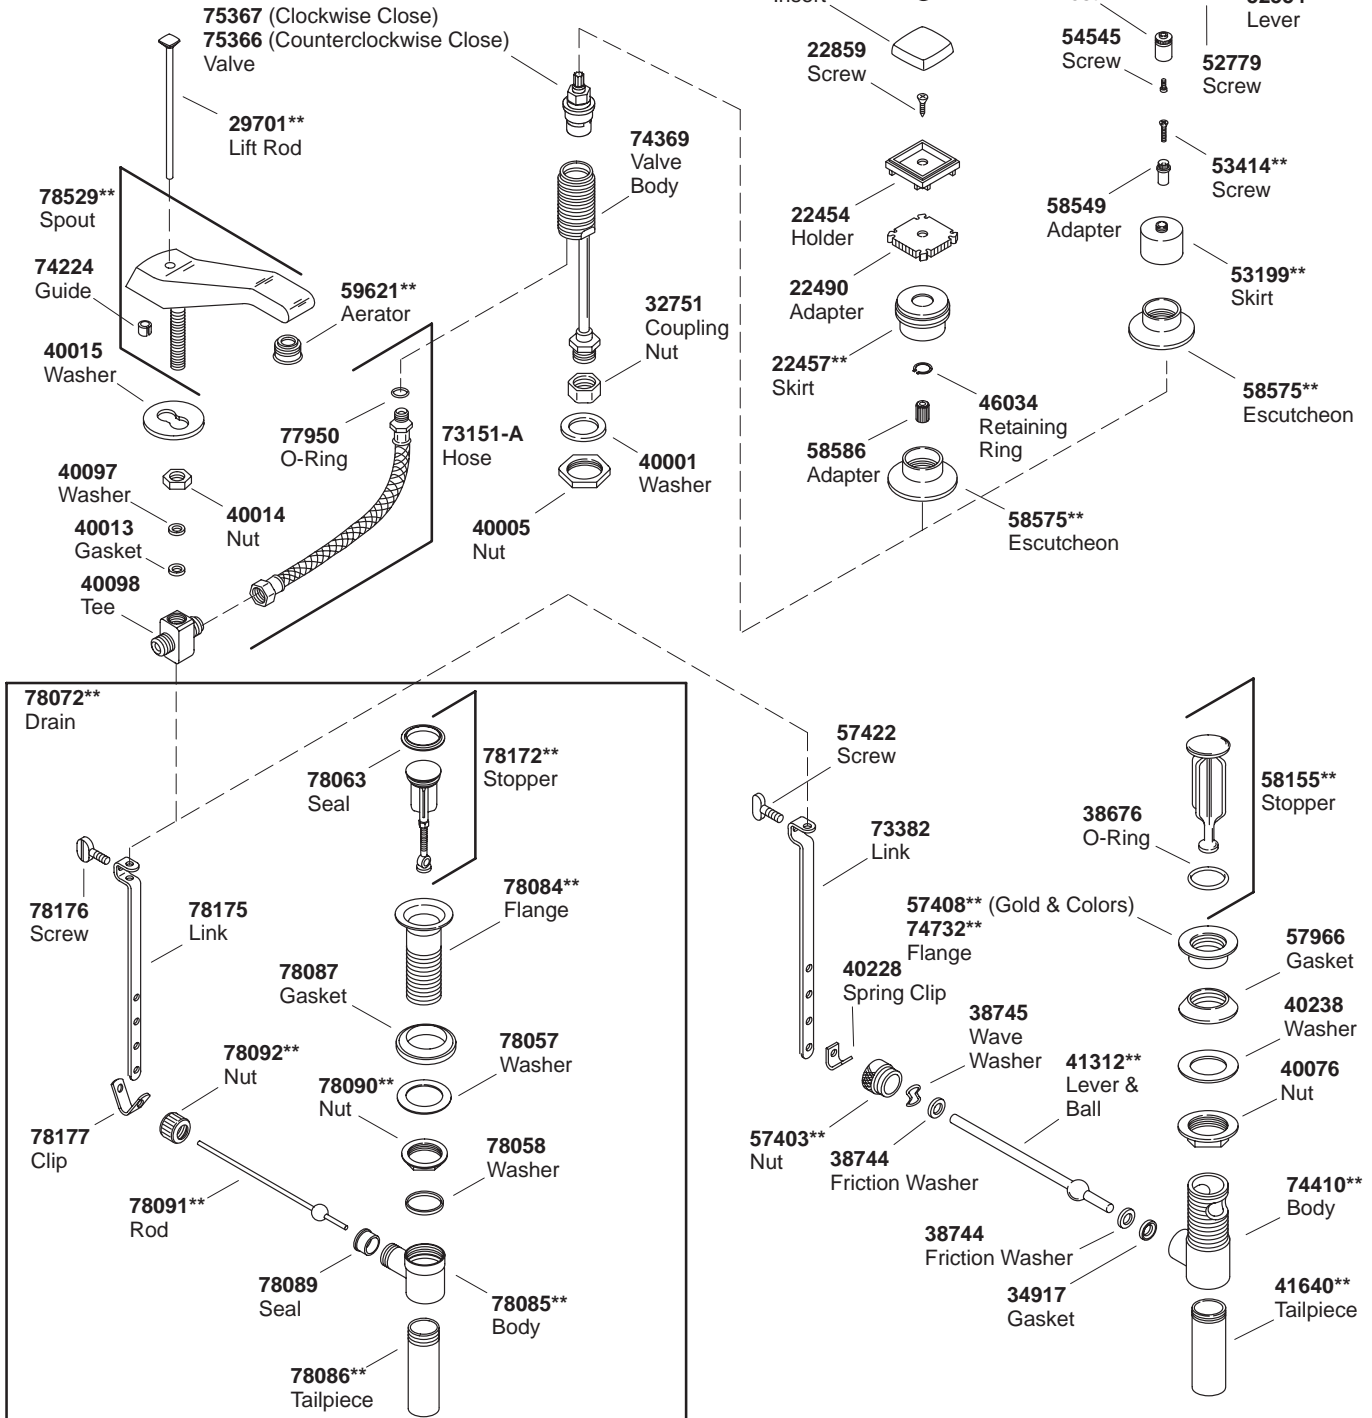 75367 (Clockwise Close)
75366 (Counterclockwise Close)
Valve
Lever
22859
Screw
54545
Screw
52779
Screw
29701**
Lift Rod
74369
Valve
Body
53414**
Screw
78529**
Spout
22454
Holder
58549
Adapter
74224
Guide
59621**
Aerator
32751
Coupling
Nut
22490
Adapter
53199**
Skirt
40015
Washer
22457**
Skirt
58575**
Escutcheon
77950
O-Ring
73151-A
Hose
46034
Retaining
Ring
40097
Washer
40001
Washer
58586
Adapter
40014
Nut
40005
Nut
58575**
Escutcheon
40013
Gasket
40098
Tee
78072**
Drain
78063
Seal
78172**
Stopper
57422
Screw
58155**
Stopper
73382
Link
38676
O-Ring
78176
Screw
78175
Link
78084**
Flange
57408** (Gold & Colors)
74732**
Flange
57966
Gasket
78087
Gasket
40228
Spring Clip
40238
Washer
78057
Washer
38745
Wave
Washer
78092**
Nut
78090**
Nut
41312**
Lever &
Ball
40076
Nut
78177
Clip
78058
Washer
57403**
Nut
38744
Friction Washer
78091**
Rod
74410**
Body
38744
Friction Washer
78089
Seal
78085**
Body
34917
Gasket
41640**
Tailpiece
78086**
Tailpiece